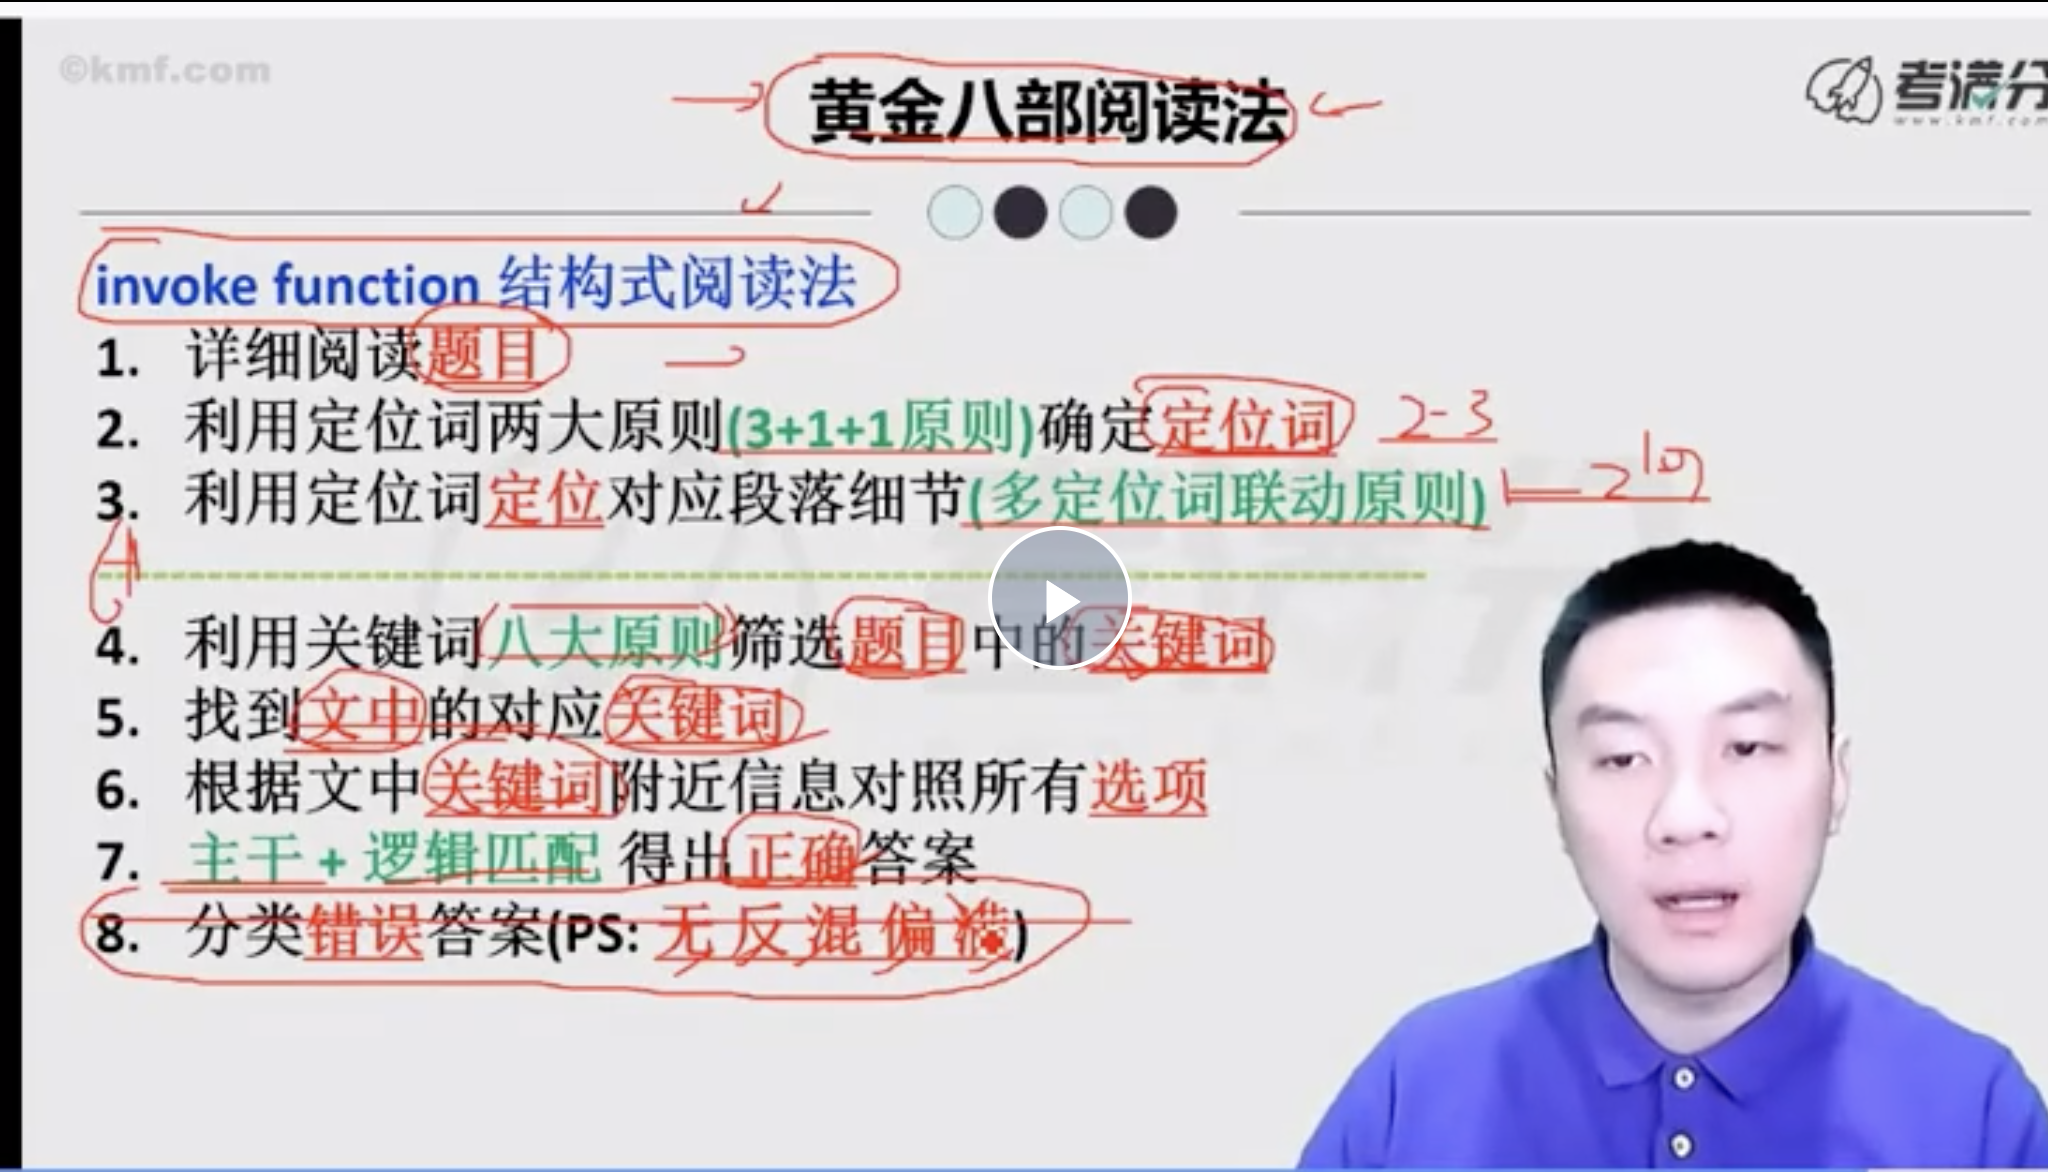 ©kmf.com
黄金八部阅读法
考满分
www.kmf.com
invoke function 结构式阅读法
1. 详细阅读题目
2. 利用定位词两大原则(3+1+1原则)确定定位词 2-3
3. 利用定位词定位对应段落细节(多定位词联动原则) 2句
4. 利用关键词八大原则筛选题目中的关键词
5. 找到文中的对应关键词
6. 根据文中关键词附近信息对照所有选项
7. 主干 + 逻辑匹配 得出正确答案
8. 分类错误答案(PS: 无 反 混 偏 )